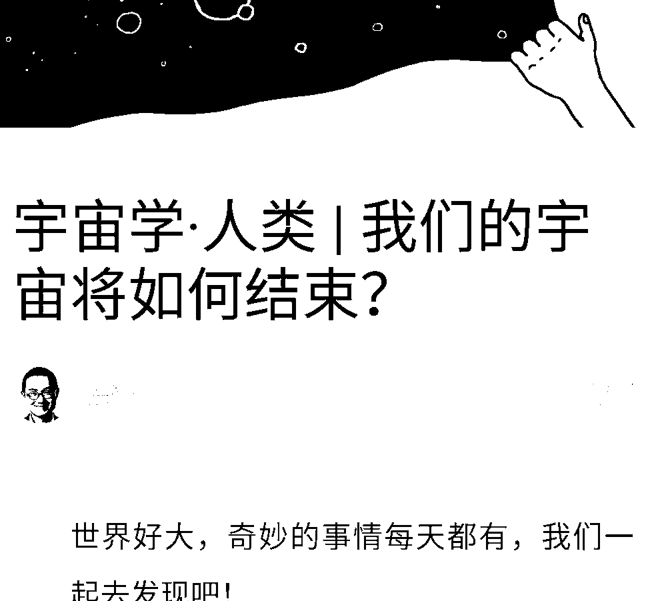 宇宙学·人类 | 我们的宇
宙将如何结束？
世界好大，奇妙的事情每天都有，我们一
起去发现吧！